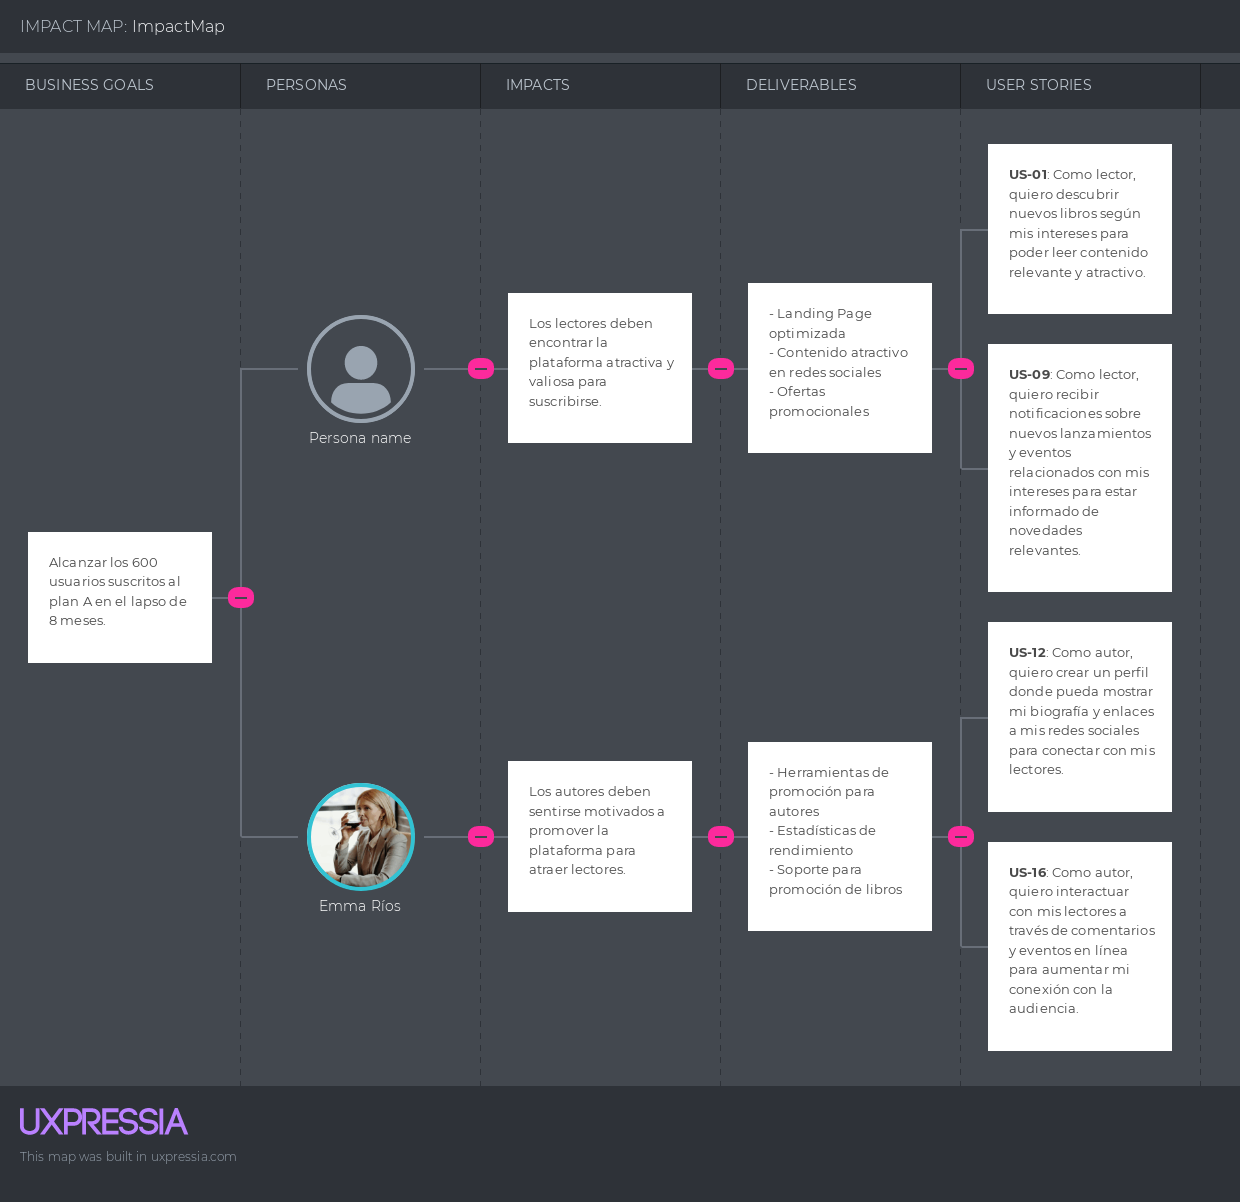 IMPACT MAP: ImpactMap
BUSINESS GOALS
PERSONAS
IMPACTS
DELIVERABLES
USER STORIES
Alcanzar los 600
usuarios suscritos al
plan A en el lapso de
8 meses.
Persona name
Los lectores deben
encontrar la
plataforma atractiva y
valiosa para
suscribirse.
- Landing Page
optimizada
- Contenido atractivo
en redes sociales
- Ofertas
promocionales
US-01: Como lector,
quiero descubrir
nuevos libros según
mis intereses para
poder leer contenido
relevante y atractivo.
US-09: Como lector,
quiero recibir
notificaciones sobre
nuevos lanzamientos
y eventos
relacionados con mis
intereses para estar
informado de
novedades
relevantes.
Emma Ríos
Los autores deben
sentirse motivados a
promover la
plataforma para
atraer lectores.
- Herramientas de
promoción para
autores
- Estadísticas de
rendimiento
- Soporte para
promoción de libros
US-12: Como autor,
quiero crear un perfil
donde pueda mostrar
mi biografía y enlaces
a mis redes sociales
para conectar con mis
lectores.
US-16: Como autor,
quiero interactuar
con mis lectores a
través de comentarios
y eventos en línea
para aumentar mi
conexión con la
audiencia.
UXPRESSIA
This map was built in uxpressia.com